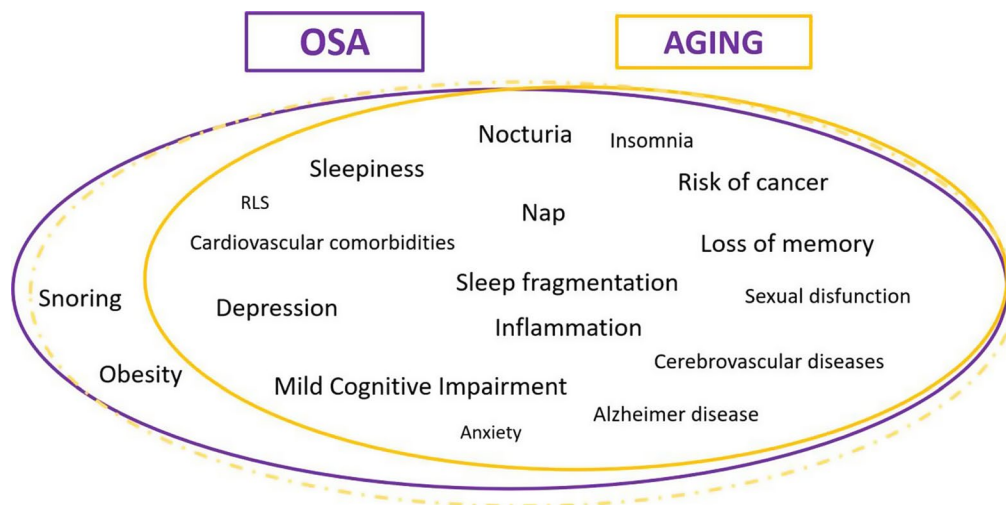 OSA
AGING
Nocturia
Insomnia
Sleepiness
Risk of cancer
RLS
Nap
Cardiovascular comorbidities
Loss of memory
Sleep fragmentation
Snoring
Sexual disfunction
Depression
Inflammation
Cerebrovascular diseases
Obesity
Mild Cognitive Impairment
Alzheimer disease
Anxiety